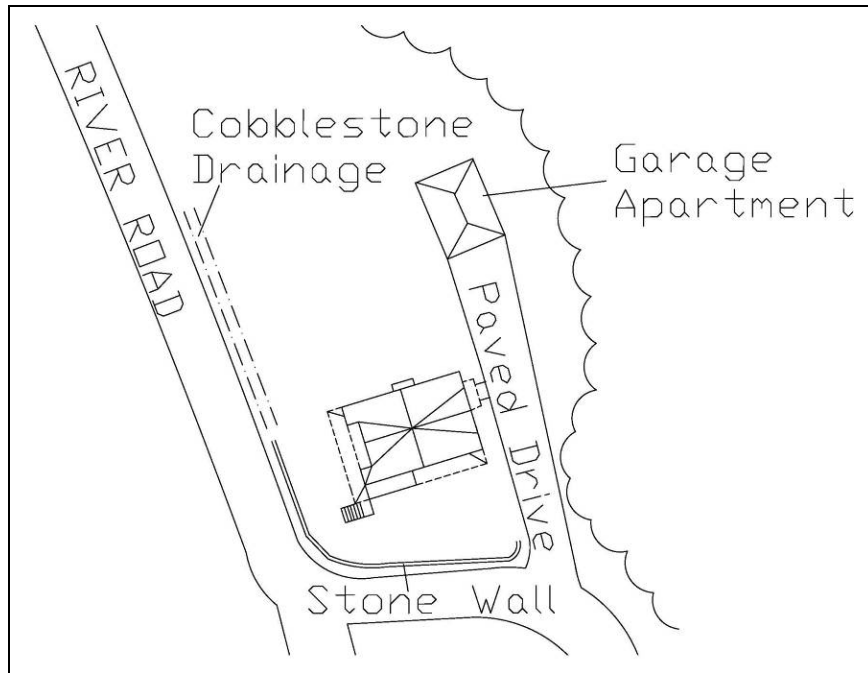 RIVER ROAD
Cobblestone
Drainage
Garage
Apartment
Paved Drive
Stone Wall